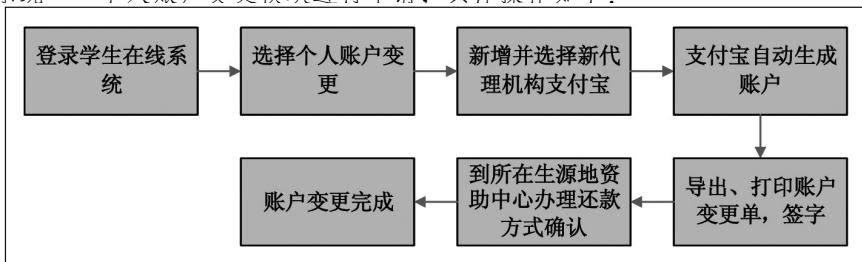 登录学生在线系
统
选择个人账户变
更
新增并选择新代
理机构支付宝
支付宝自动生成
账户
导出、打印账户
变更单，签字
到所在生源地资
助中心办理还款
方式确认
账户变更完成